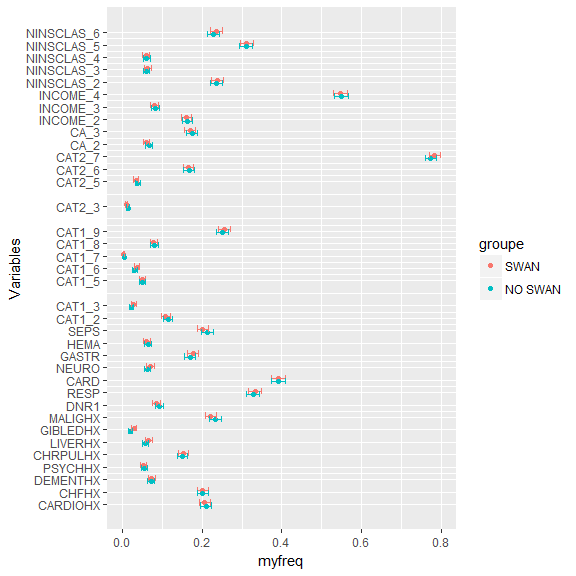 NINSCLAS_6
NINSCLAS_5
NINSCLAS_4
NINSCLAS_3
NINSCLAS_2
INCOME_4
INCOME_3
INCOME_2
CA_3
CA_2
CAT2_7
CAT2_6
CAT2_5
CAT2_3
CAT1_9
CAT1_8
CAT1_7
CAT1_6
CAT1_5
CAT1_3
CAT1_2
SEPS
HEMA
GASTR
NEURO
CARD
RESP
DNR1
MALIGHX
GIBLEDHX
LIVERHX
CHRPULHX
PSYCHHX
DEMENTHX
CHFHX
CARDIOHX
Variables
0.0 0.2 0.4 0.6 0.8
myfreq
groupe
SWAN
NO SWAN